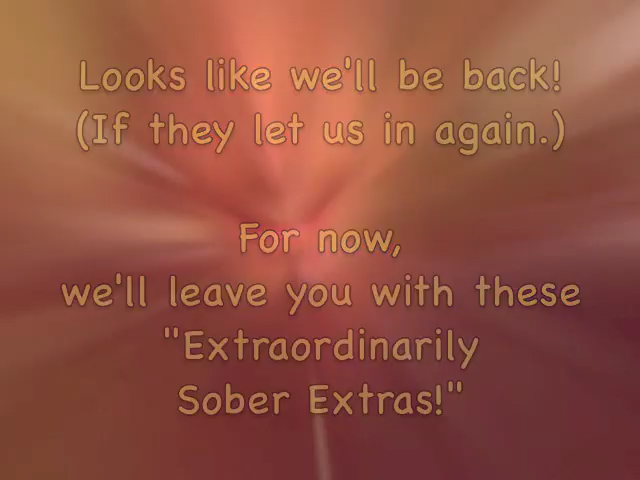 Looks like we'll be back!
(If they let us in again.)
For now,
we'll leave you with these
"Extraordinarily
Sober Extras!"